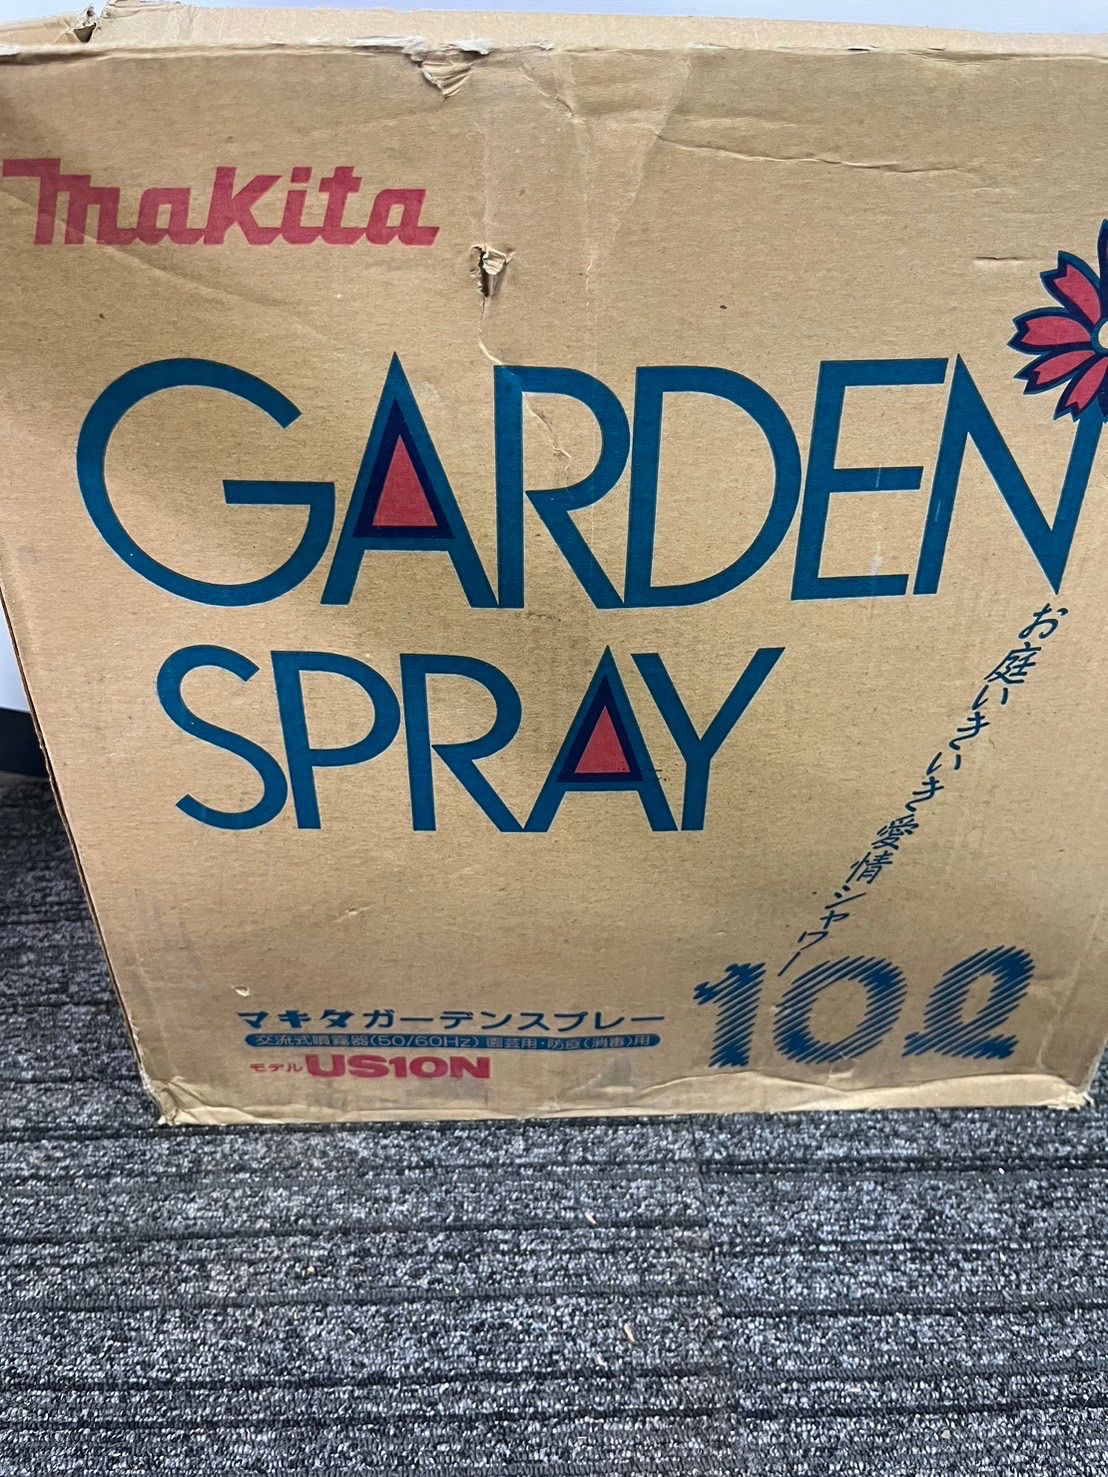 makita
GARDEN
SPRAY
お庭いきいき愛情シャワー
10ℓ
マキタガーデンスプレー
交流式噴霧器(50/60Hz) 園芸用・防疫(消毒)用
モデル US10N